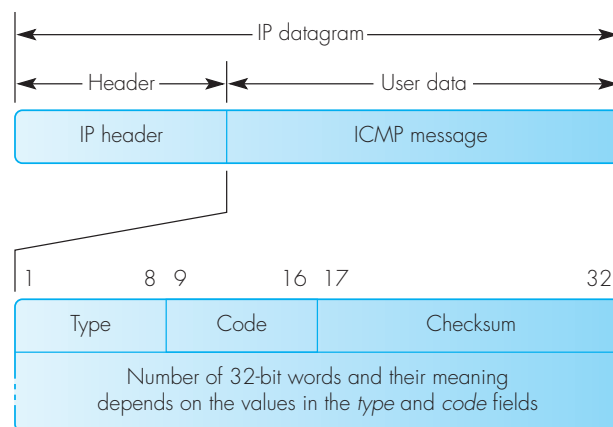 IP datagram
Header User data
IP header ICMP message
1 8 9 16 17 32
Type Code Checksum
Number of 32-bit words and their meaning
depends on the values in the type and code fields